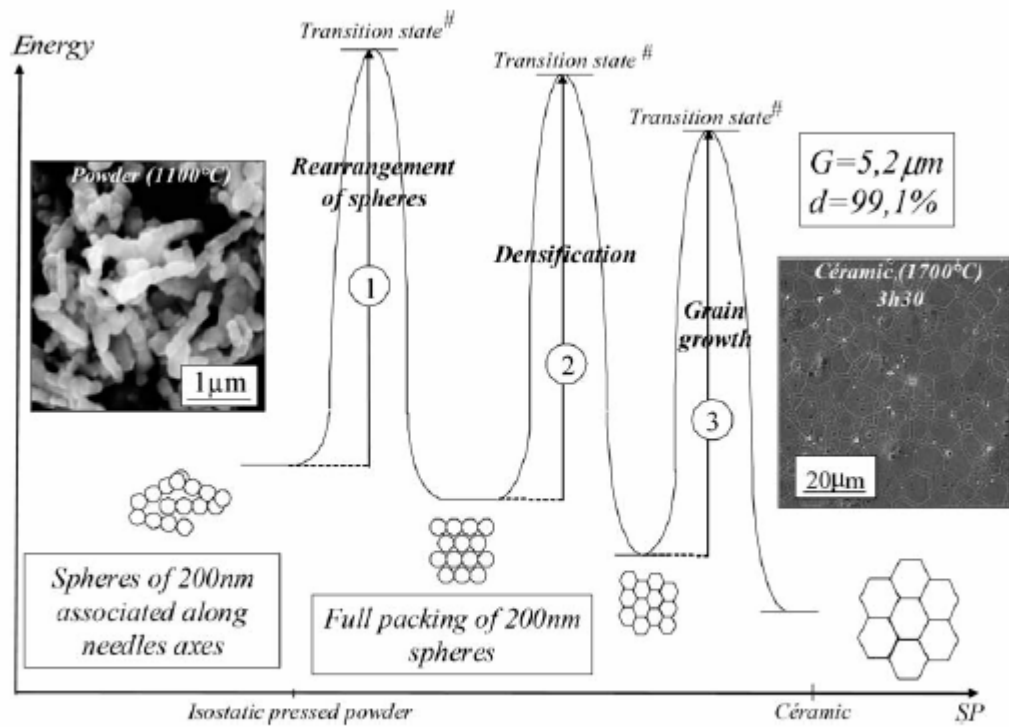 Energy
Transition state#
Transition state #
Transition state#
Powder (1100°C)
1µm
Rearrangement
of spheres
1
Densification
2
Grain
growth
3
G=5,2µm
d=99,1%
Céramic (1700°C)
3h30
20µm
Spheres of 200nm
associated along
needles axes
Full packing of 200nm
spheres
Isostatic pressed powder
Céramic
SP